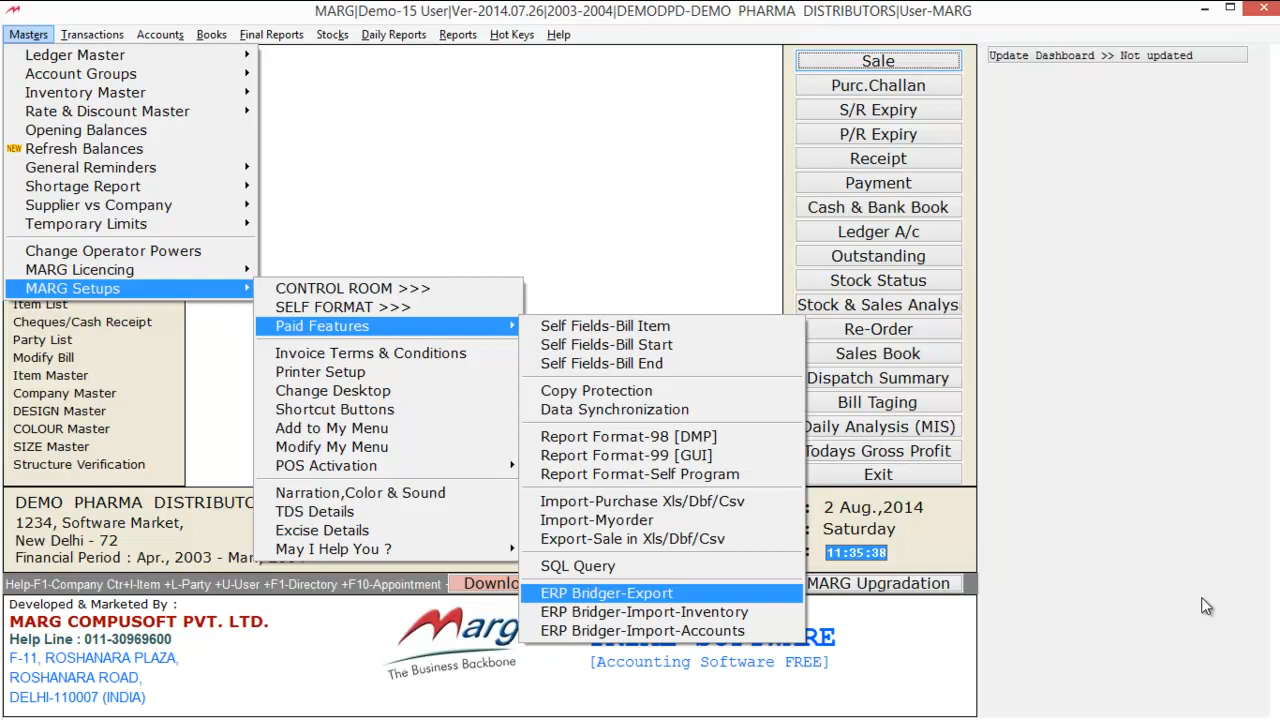 MARG|Demo-15 User|Ver-2014.07.26|2003-2004|DEMODPD-DEMO PHARMA DISTRIBUTORS|User-MARG
Masters Transactions Accounts Books Final Reports Stocks Daily Reports Reports Hot Keys Help
Ledger Master
Account Groups
Inventory Master
Rate & Discount Master
Opening Balances
NEW Refresh Balances
General Reminders
Shortage Report
Supplier vs Company
Temporary Limits
Change Operator Powers
MARG Licencing
MARG Setups
Item List
Cheques/Cash Receipt
Party List
Modify Bill
Item Master
Company Master
DESIGN Master
COLOUR Master
SIZE Master
Structure Verification
CONTROL ROOM >>>
SELF FORMAT >>>
Paid Features
Invoice Terms & Conditions
Printer Setup
Change Desktop
Shortcut Buttons
Add to My Menu
Modify My Menu
POS Activation
Narration,Color & Sound
TDS Details
Excise Details
May I Help You ?
Self Fields-Bill Item
Self Fields-Bill Start
Self Fields-Bill End
Copy Protection
Data Synchronization
Report Format-98 [DMP]
Report Format-99 [GUI]
Report Format-Self Program
Import-Purchase Xls/Dbf/Csv
Import-Myorder
Export-Sale in Xls/Dbf/Csv
SQL Query
ERP Bridger-Export
ERP Bridger-Import-Inventory
ERP Bridger-Import-Accounts
Sale
Purc.Challan
S/R Expiry
P/R Expiry
Receipt
Payment
Cash & Bank Book
Ledger A/c
Outstanding
Stock Status
Stock & Sales Analys
Re-Order
Sales Book
Dispatch Summary
Bill Taging
Daily Analysis (MIS)
Todays Gross Profit
Exit
Update Dashboard >> Not updated
DEMO PHARMA DISTRIBUTO
1234, Software Market,
New Delhi - 72
Financial Period : Apr., 2003 - Mar,
: 2 Aug.,2014
Saturday
: 11:35:38
Help-F1-Company Ctr+I-Item +L-Party +U-User +F1-Directory +F10-Appointment
Downlo
MARG Upgradation
Developed & Marketed By :
MARG COMPUSOFT PVT. LTD.
Help Line : 011-30969600
F-11, ROSHANARA PLAZA,
ROSHANARA ROAD,
DELHI-110007 (INDIA)
Marg
The Business Backbone
[Accounting Software FREE]